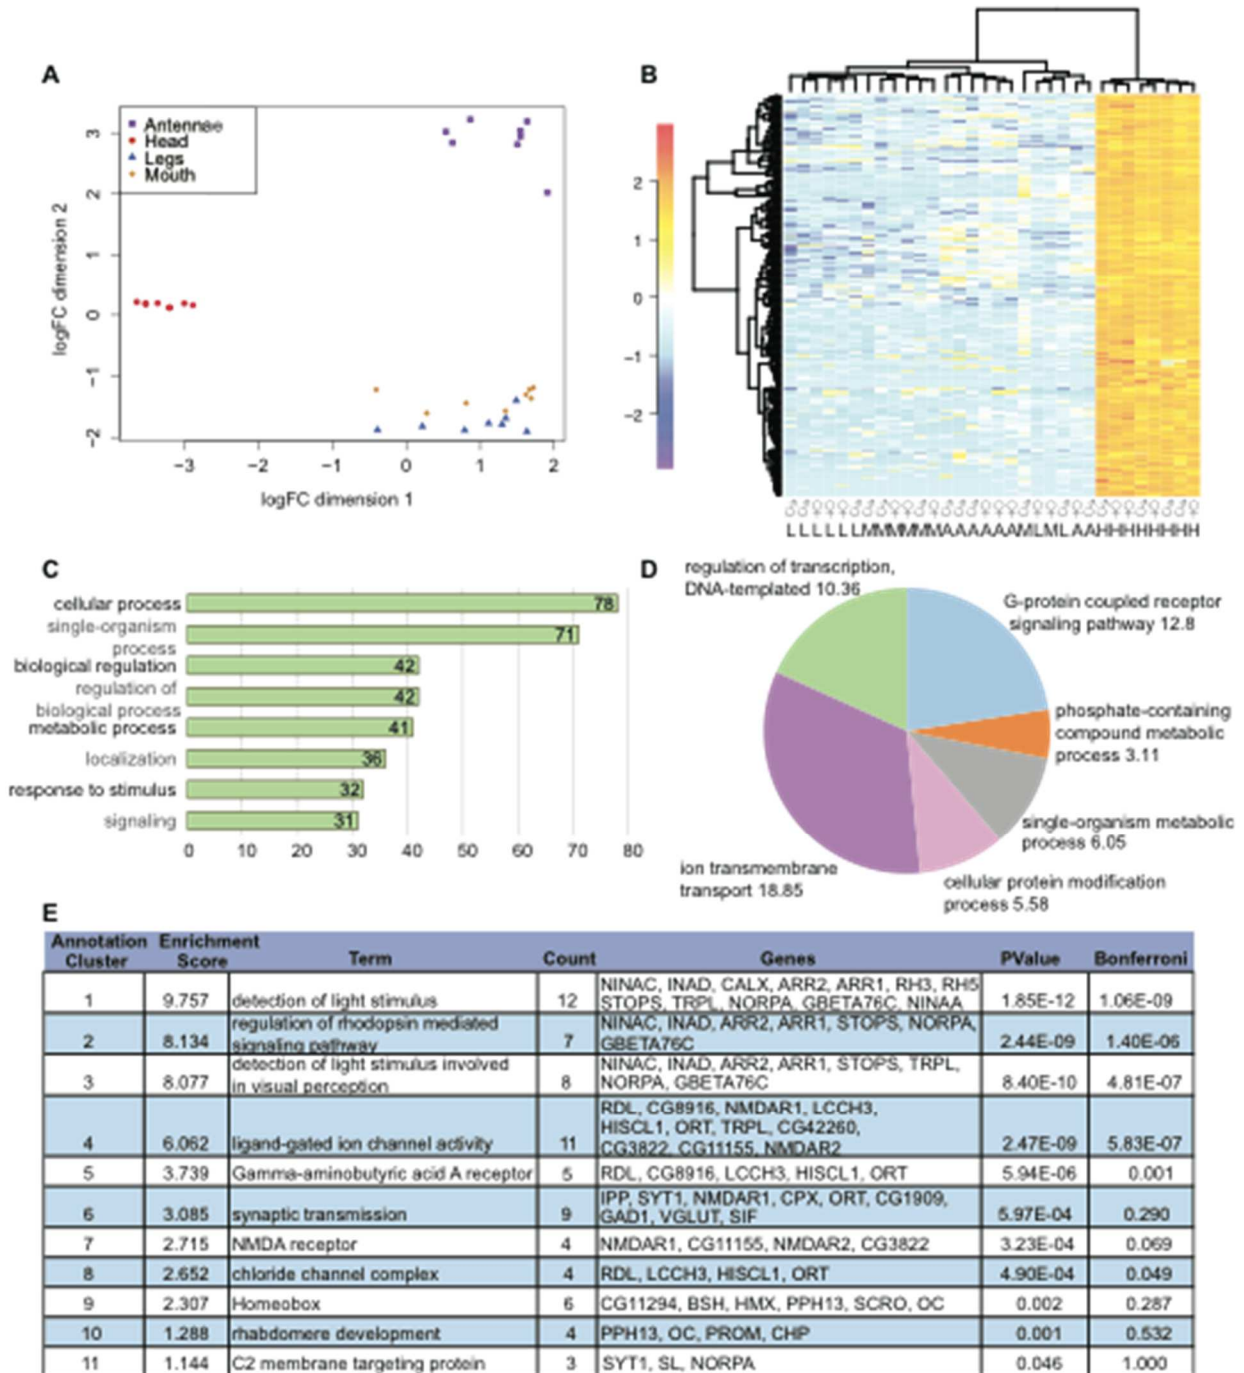 A
Antennae
Head
Legs
Mouth
3
2
1
0
−1
−2
logFC dimension 2
−3 −2 −1 0 1 2
logFC dimension 1
B
2
1
0
−1
−2
L L L L L L M M M M M M A A A A A A M L M L A A H H H H H H H H
C
cellular process 78
single-organism
process 71
biological regulation 42
regulation of
biological process 42
metabolic process 41
localization 36
response to stimulus 32
signaling 31
0 10 20 30 40 50 60 70 80
D
regulation of transcription,
DNA-templated 10.36
G-protein coupled receptor
signaling pathway 12.8
phosphate-containing
compound metabolic
process 3.11
single-organism metabolic
process 6.05
cellular protein modification
process 5.58
ion transmembrane
transport 18.85
E
Annotation Cluster Enrichment Score Term Count Genes PValue Bonferroni
1 9.757 detection of light stimulus 12 NINAC, INAD, CALX, ARR2, ARR1, RH3, RH5
STOPS, TRPL, NORPA, GBETA76C, NINAA 1.85E-12 1.06E-09
2 8.134 regulation of rhodopsin mediated
signaling pathway 7 NINAC, INAD, ARR2, ARR1, STOPS, NORPA,
GBETA76C 2.44E-09 1.40E-06
3 8.077 detection of light stimulus involved
in visual perception 8 NINAC, INAD, ARR2, ARR1, STOPS, TRPL,
NORPA, GBETA76C 8.40E-10 4.81E-07
4 6.062 ligand-gated ion channel activity 11 RDL, CG8916, NMDAR1, LCCH3,
HISCL1, ORT, TRPL, CG42260,
CG3822, CG11155, NMDAR2 2.47E-09 5.83E-07
5 3.739 Gamma-aminobutyric acid A receptor 5 RDL, CG8916, LCCH3, HISCL1, ORT 5.94E-06 0.001
6 3.085 synaptic transmission 9 IPP, SYT1, NMDAR1, CPX, ORT, CG1909,
GAD1, VGLUT, SIF 5.97E-04 0.290
7 2.715 NMDA receptor 4 NMDAR1, CG11155, NMDAR2, CG3822 3.23E-04 0.069
8 2.652 chloride channel complex 4 RDL, LCCH3, HISCL1, ORT 4.90E-04 0.049
9 2.307 Homeobox 6 CG11294, BSH, HMX, PPH13, SCRO, OC 0.002 0.287
10 1.288 rhabdomere development 4 PPH13, OC, PROM, CHP 0.001 0.532
11 1.144 C2 membrane targeting protein 3 SYT1, SL, NORPA 0.046 1.000